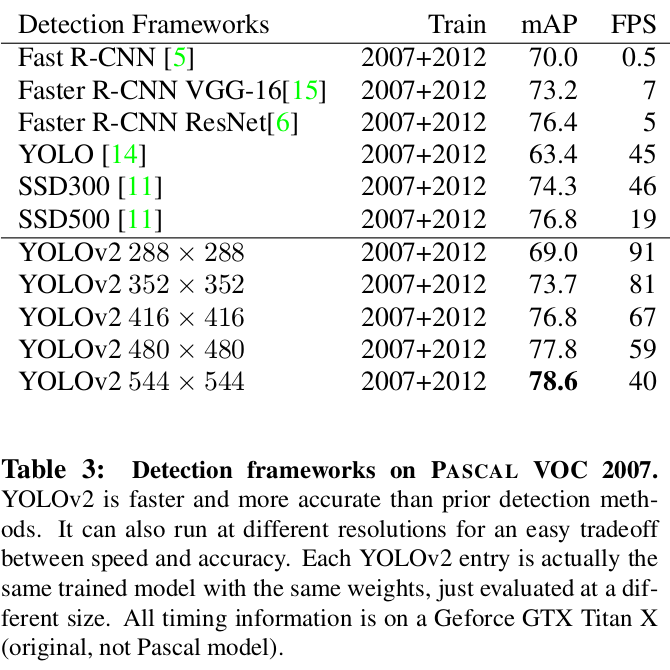 Detection Frameworks Train mAP FPS
Fast R-CNN [5] 2007+2012 70.0 0.5
Faster R-CNN VGG-16[15] 2007+2012 73.2 7
Faster R-CNN ResNet[6] 2007+2012 76.4 5
YOLO [14] 2007+2012 63.4 45
SSD300 [11] 2007+2012 74.3 46
SSD500 [11] 2007+2012 76.8 19
YOLOv2 288 × 288 2007+2012 69.0 91
YOLOv2 352 × 352 2007+2012 73.7 81
YOLOv2 416 × 416 2007+2012 76.8 67
YOLOv2 480 × 480 2007+2012 77.8 59
YOLOv2 544 × 544 2007+2012 78.6 40
Table 3: Detection frameworks on PASCAL VOC 2007.
YOLOv2 is faster and more accurate than prior detection meth-
ods. It can also run at different resolutions for an easy tradeoff
between speed and accuracy. Each YOLOv2 entry is actually the
same trained model with the same weights, just evaluated at a dif-
ferent size. All timing information is on a Geforce GTX Titan X
(original, not Pascal model).